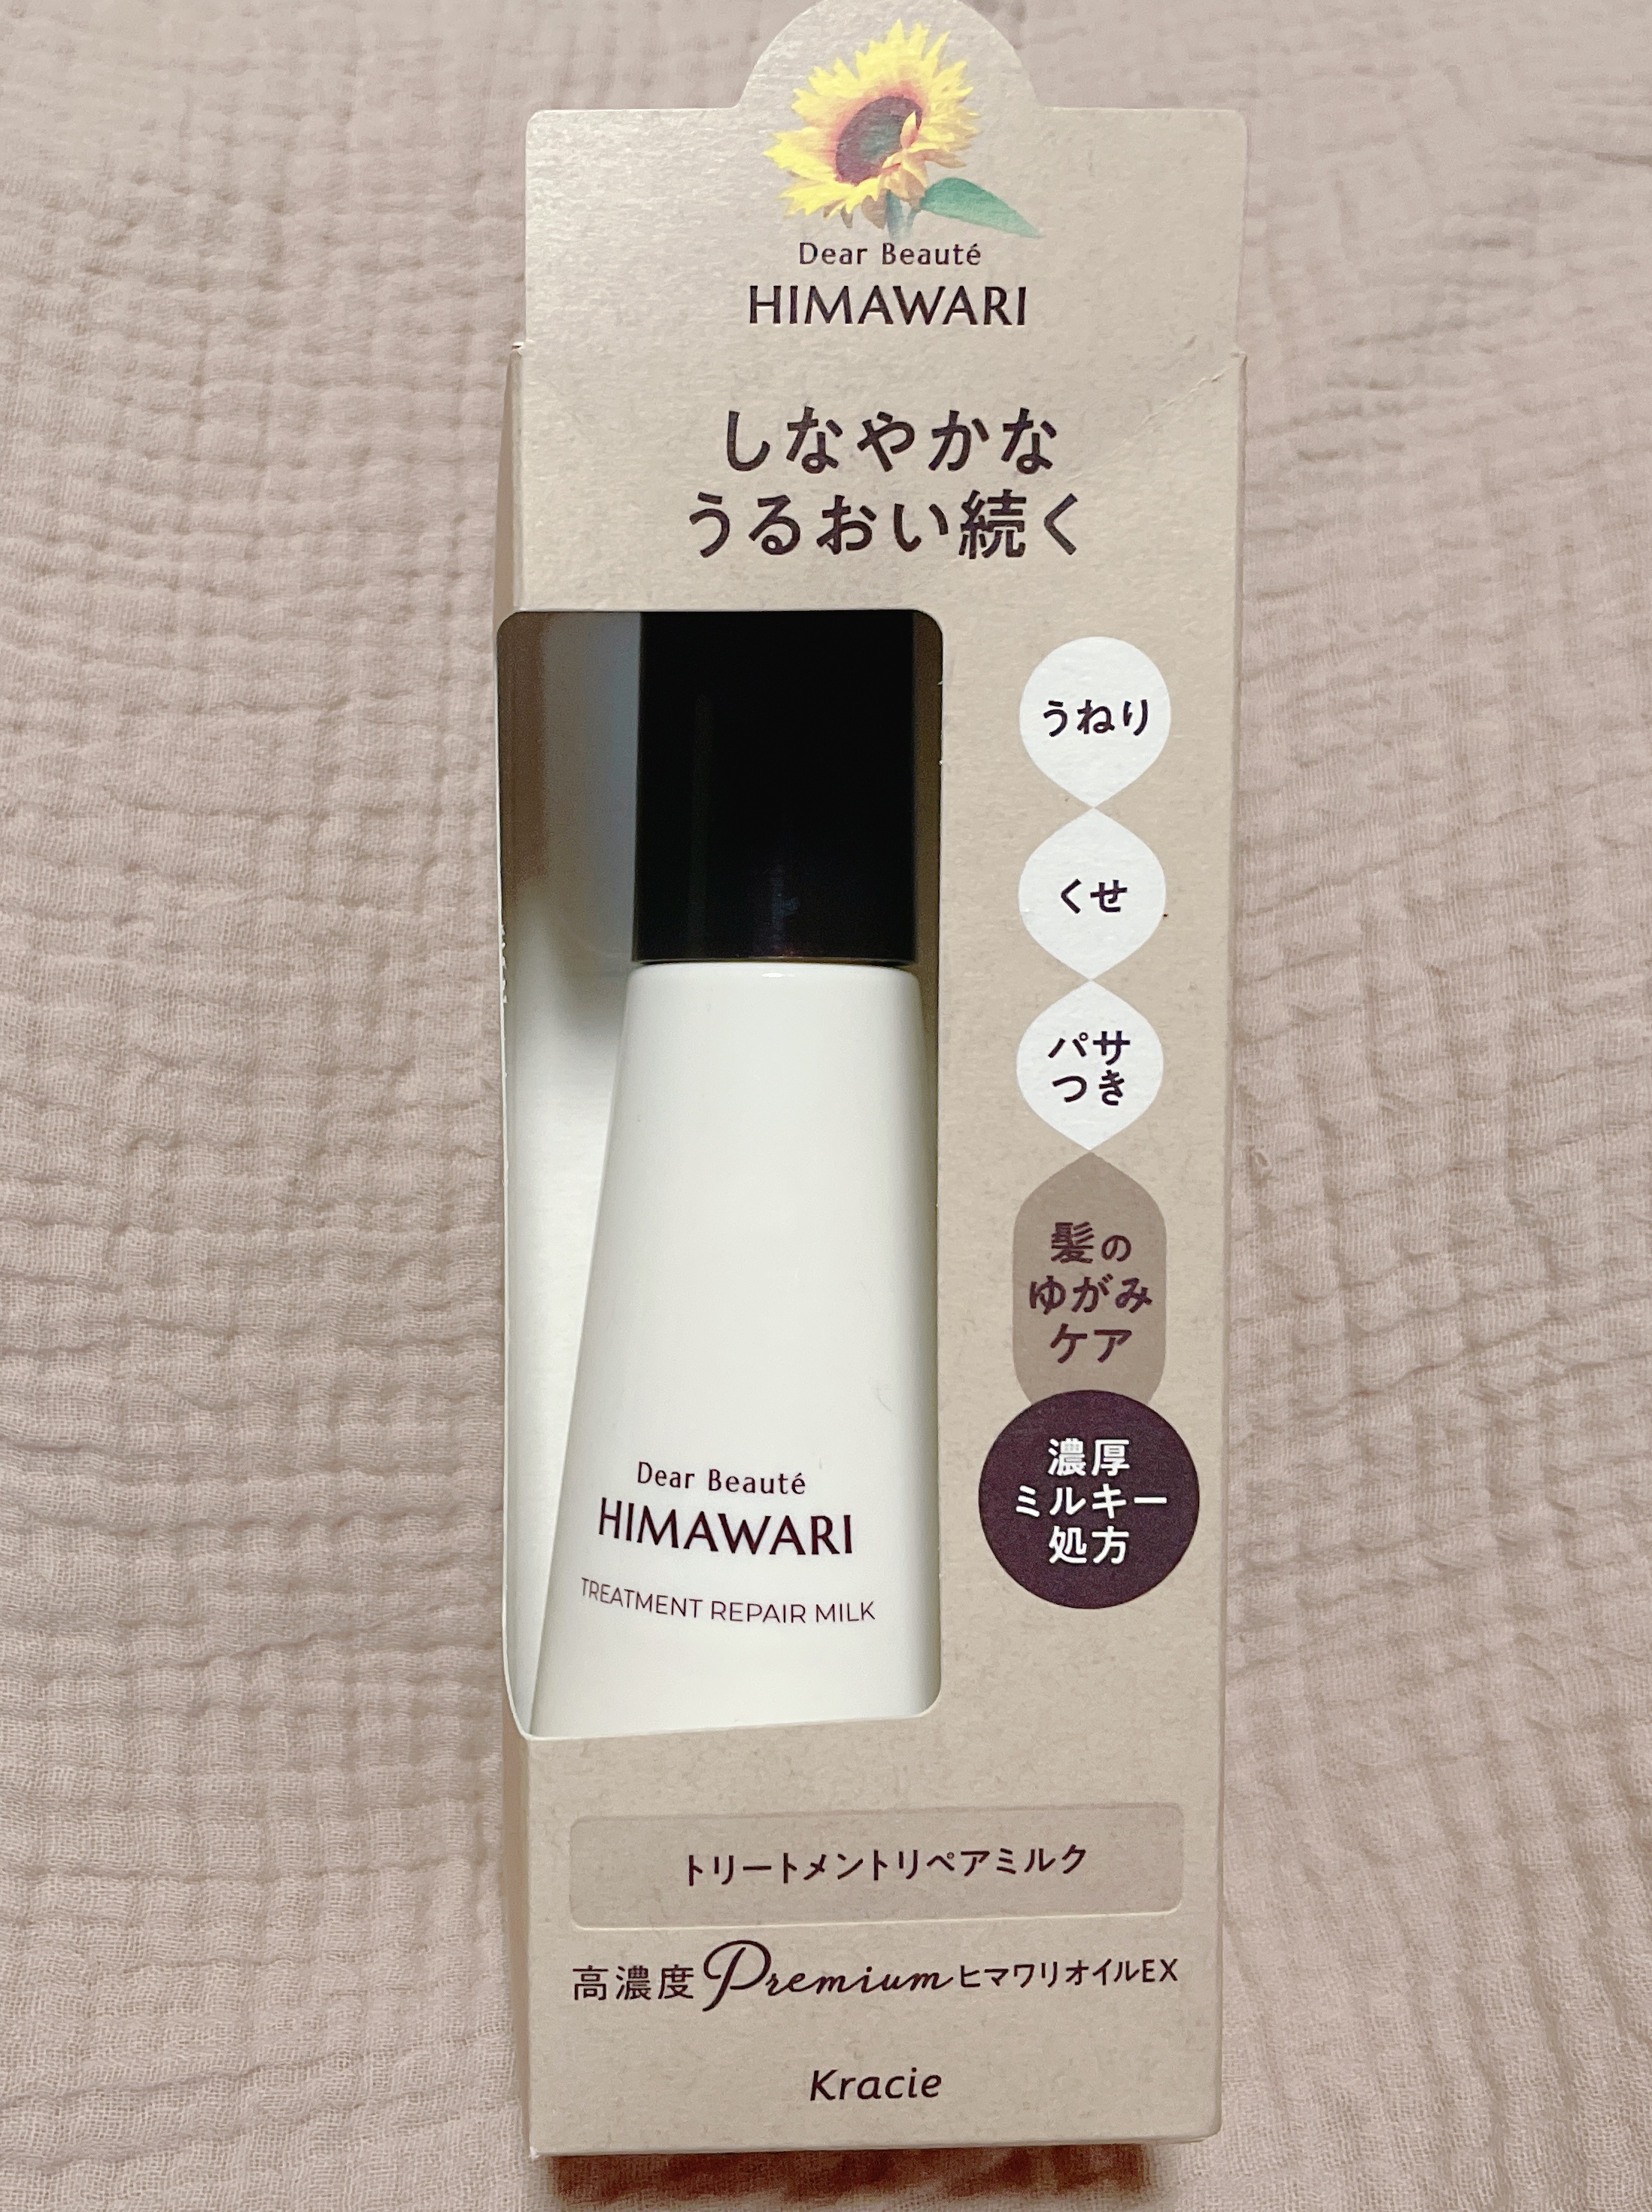 Dear Beauté
HIMAWARI
しなやかな
うるおい続く
うねり
くせ
パサ
つき
髪の
ゆがみ
ケア
濃厚
ミルキー
処方
Dear Beauté
HIMAWARI
TREATMENT REPAIR MILK
トリートメントリペアミルク
高濃度Premiumヒマワリオイル EX
Kracie